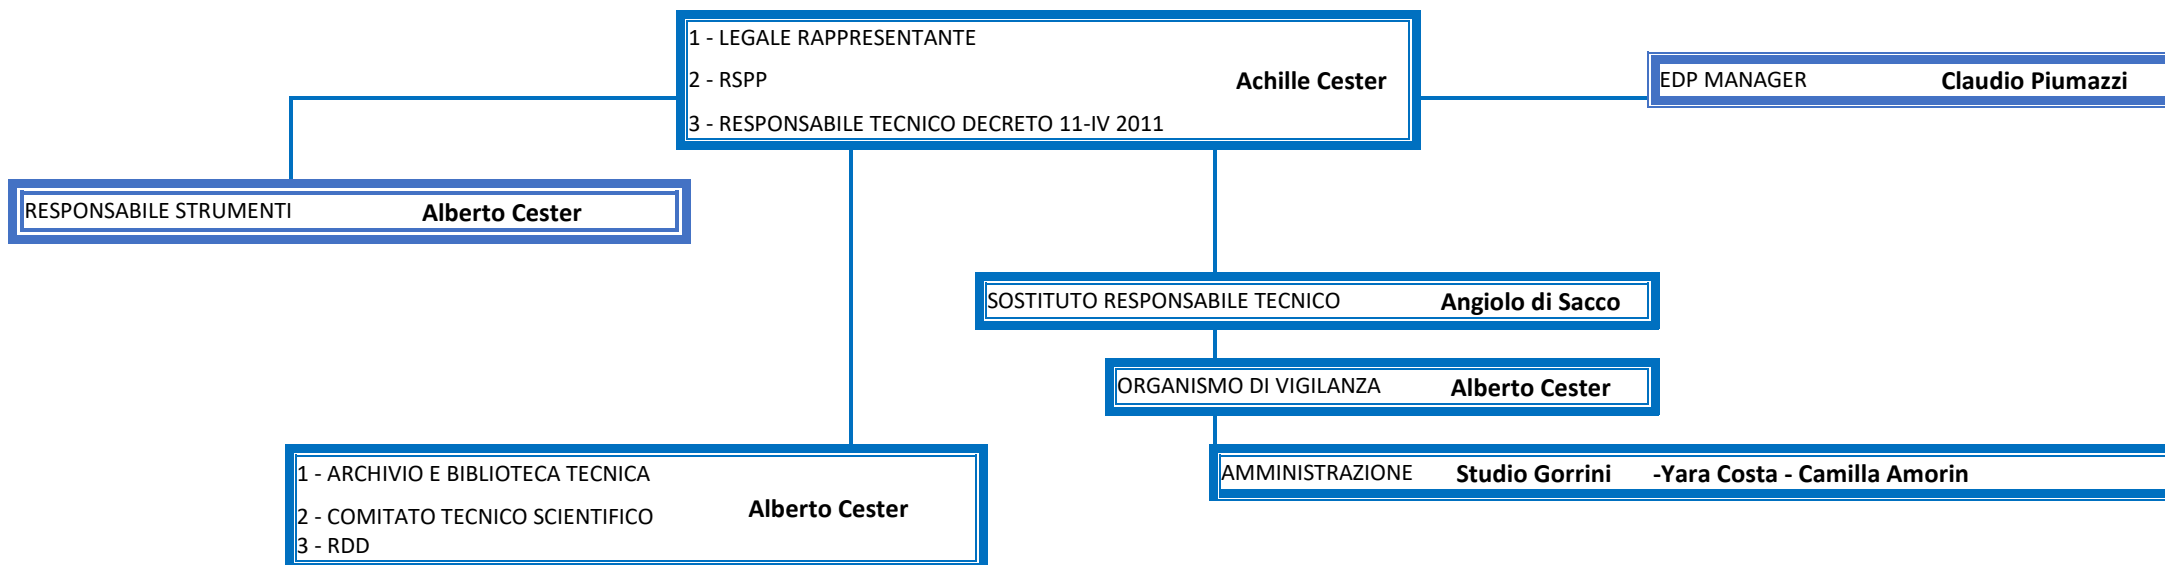 1 - LEGALE RAPPRESENTANTE
2 - RSPP Achille Cester
3 - RESPONSABILE TECNICO DECRETO 11-IV 2011
EDP MANAGER Claudio Piumazzi
RESPONSABILE STRUMENTI Alberto Cester
SOSTITUTO RESPONSABILE TECNICO Angiolo di Sacco
ORGANISMO DI VIGILANZA Alberto Cester
AMMINISTRAZIONE Studio Gorrini -Yara Costa - Camilla Amorin
1 - ARCHIVIO E BIBLIOTECA TECNICA
2 - COMITATO TECNICO SCIENTIFICO Alberto Cester
3 - RDD